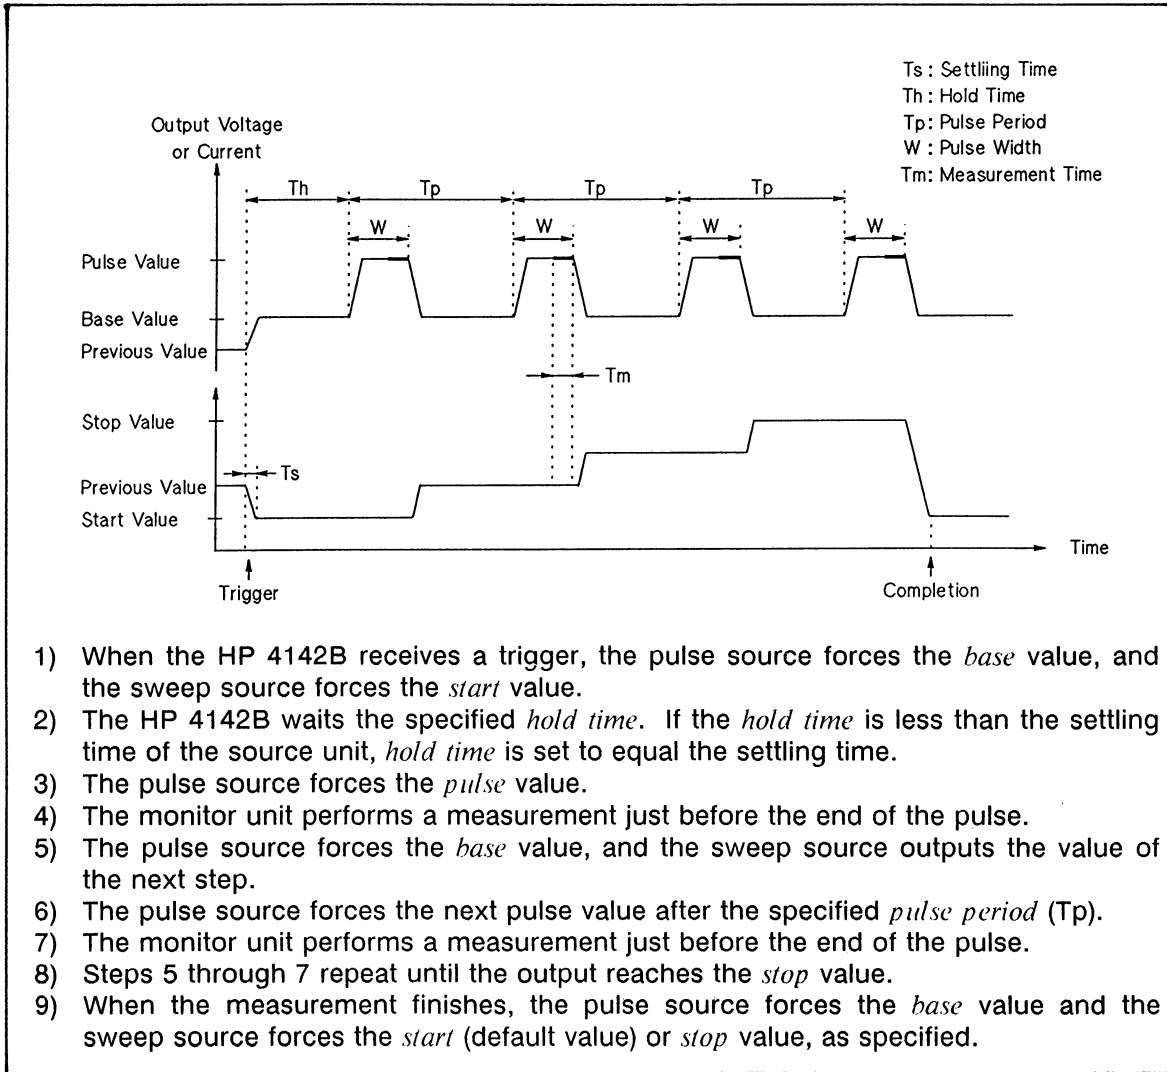 Ts : Settliing Time
Th : Hold Time
Tp: Pulse Period
W : Pulse Width
Tm: Measurement Time
Output Voltage
or Current
Th
Tp
Tp
Tp
W
W
W
W
Pulse Value
Base Value
Previous Value
Tm
Stop Value
Ts
Previous Value
Start Value
Time
Trigger
Completion
1) When the HP 4142B receives a trigger, the pulse source forces the base value, and
the sweep source forces the start value.
2) The HP 4142B waits the specified hold time. If the hold time is less than the settling
time of the source unit, hold time is set to equal the settling time.
3) The pulse source forces the pulse value.
4) The monitor unit performs a measurement just before the end of the pulse.
5) The pulse source forces the base value, and the sweep source outputs the value of
the next step.
6) The pulse source forces the next pulse value after the specified pulse period (Tp).
7) The monitor unit performs a measurement just before the end of the pulse.
8) Steps 5 through 7 repeat until the output reaches the stop value.
9) When the measurement finishes, the pulse source forces the base value and the
sweep source forces the start (default value) or stop value, as specified.